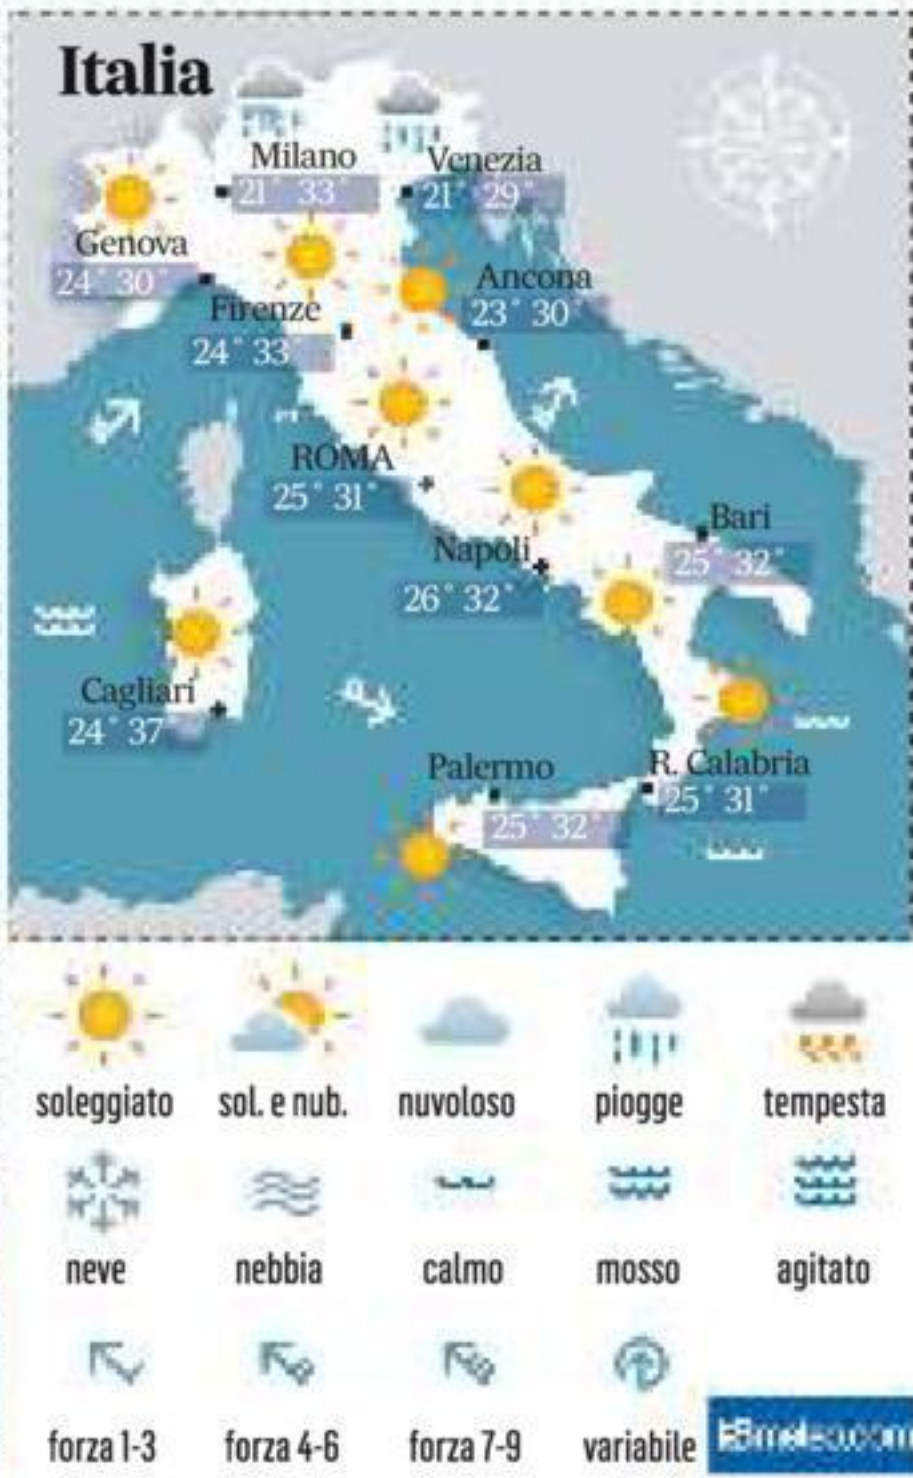 Italia
Milano
21° 33°
Venezia
21° 29°
Genova
24° 30°
Ancona
23° 30°
Firenze
24° 33°
ROMA
25° 31°
Bari
25° 32°
Napoli
26° 32°
Cagliari
24° 37°
Palermo
25° 32°
R. Calabria
25° 31°
soleggiato sol. e nub. nuvoloso piogge tempesta
neve nebbia calmo mosso agitato
forza 1-3 forza 4-6 forza 7-9 variabile